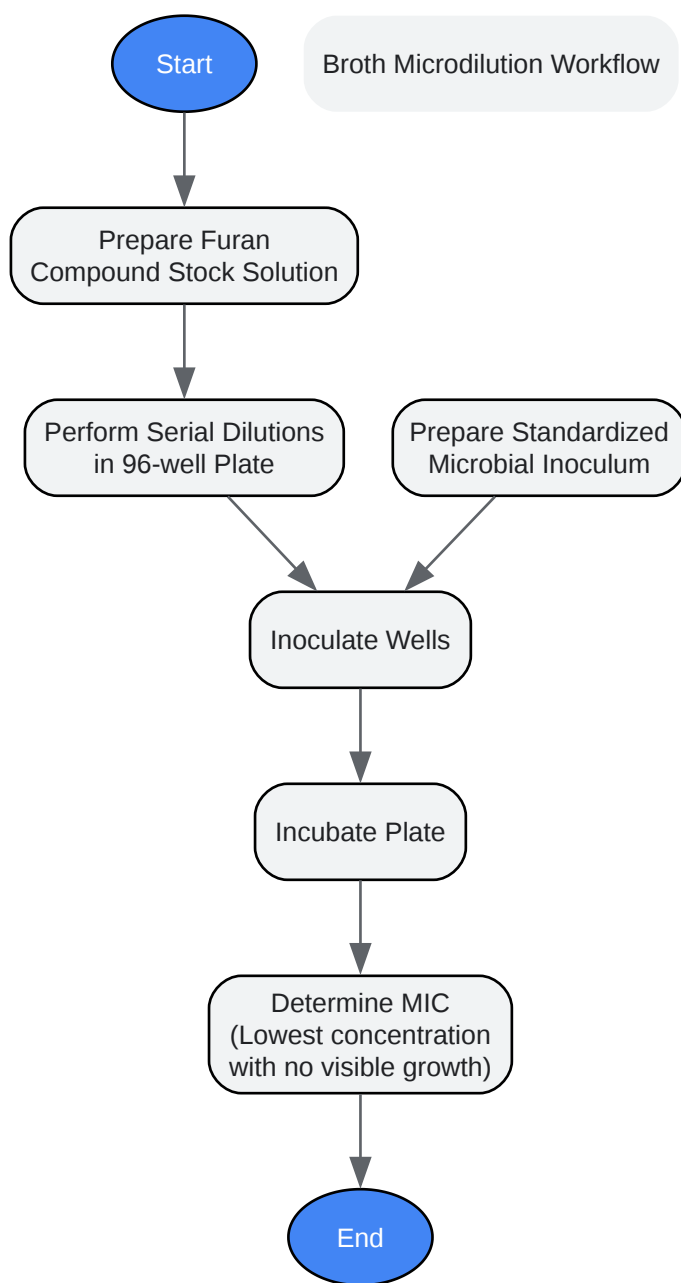 Start
Broth Microdilution Workflow
Prepare Furan
Compound Stock Solution
Perform Serial Dilutions
in 96-well Plate
Prepare Standardized
Microbial Inoculum
Inoculate Wells
Incubate Plate
Determine MIC
(Lowest concentration
with no visible growth)
End